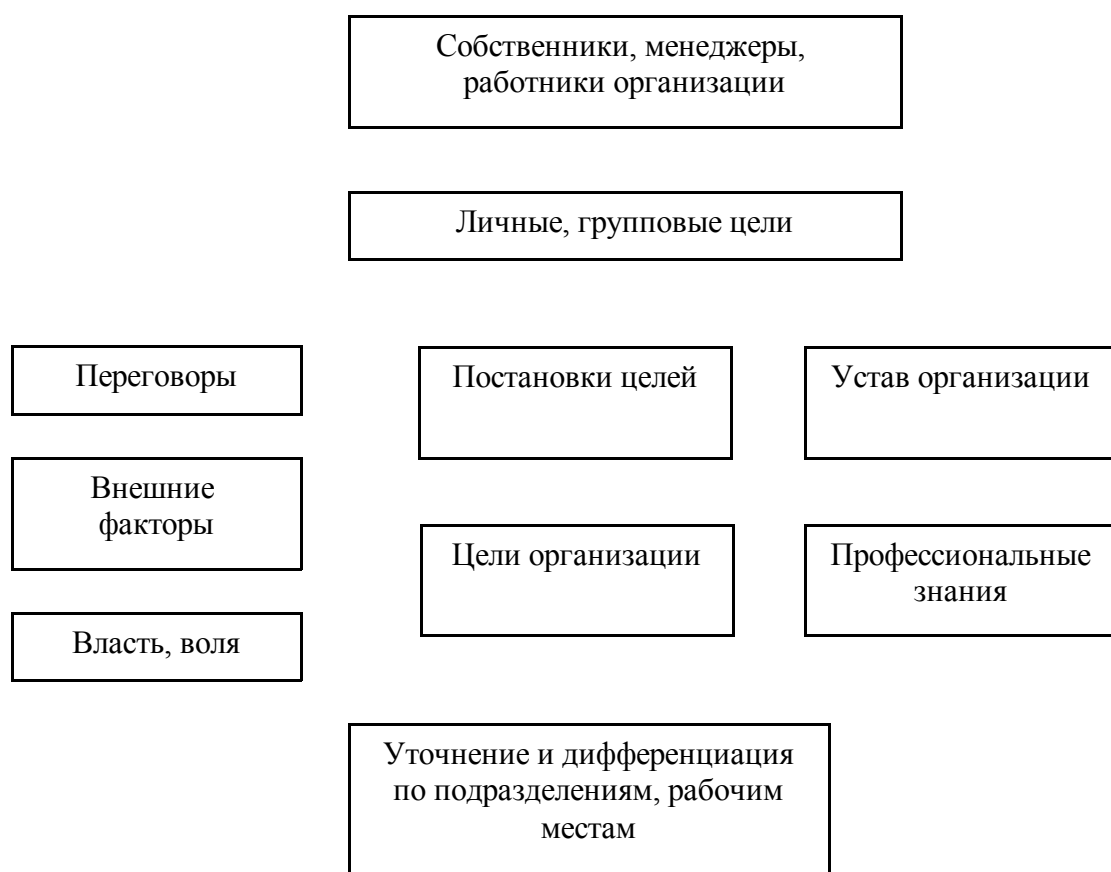 Собственники, менеджеры,
работники организации
Личные, групповые цели
Переговоры
Постановки целей
Устав организации
Внешние
факторы
Цели организации
Профессиональные
знания
Власть, воля
Уточнение и дифференциация
по подразделениям, рабочим
местам